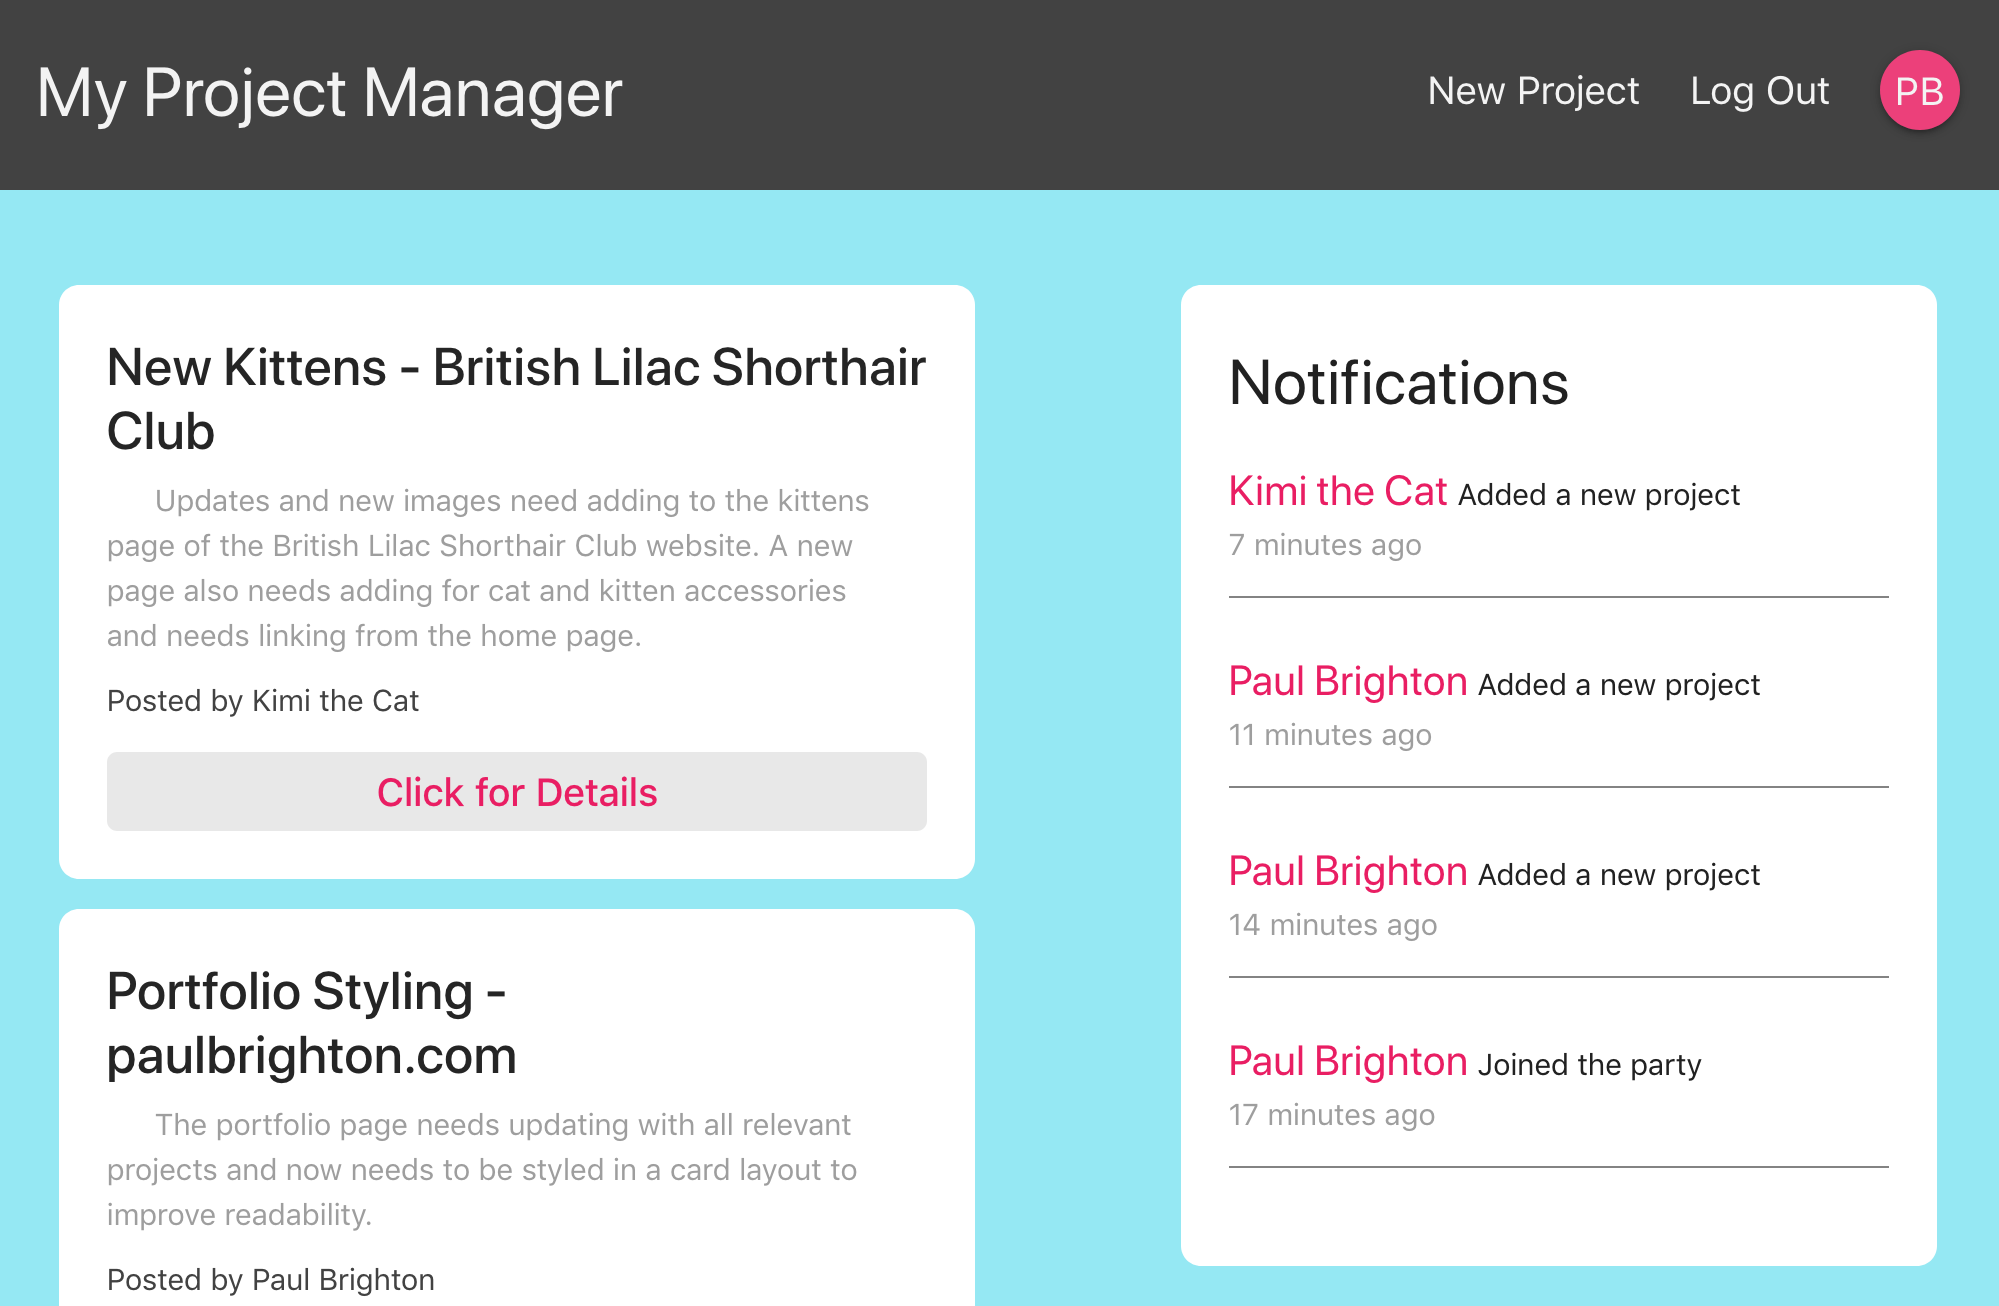 My Project Manager
New Project
Log Out
PB
New Kittens - British Lilac Shorthair
Club
Updates and new images need adding to the kittens
page of the British Lilac Shorthair Club website. A new
page also needs adding for cat and kitten accessories
and needs linking from the home page.
Posted by Kimi the Cat
Click for Details
Portfolio Styling -
paulbrighton.com
The portfolio page needs updating with all relevant
projects and now needs to be styled in a card layout to
improve readability.
Posted by Paul Brighton
Notifications
Kimi the Cat Added a new project
7 minutes ago
Paul Brighton Added a new project
11 minutes ago
Paul Brighton Added a new project
14 minutes ago
Paul Brighton Joined the party
17 minutes ago